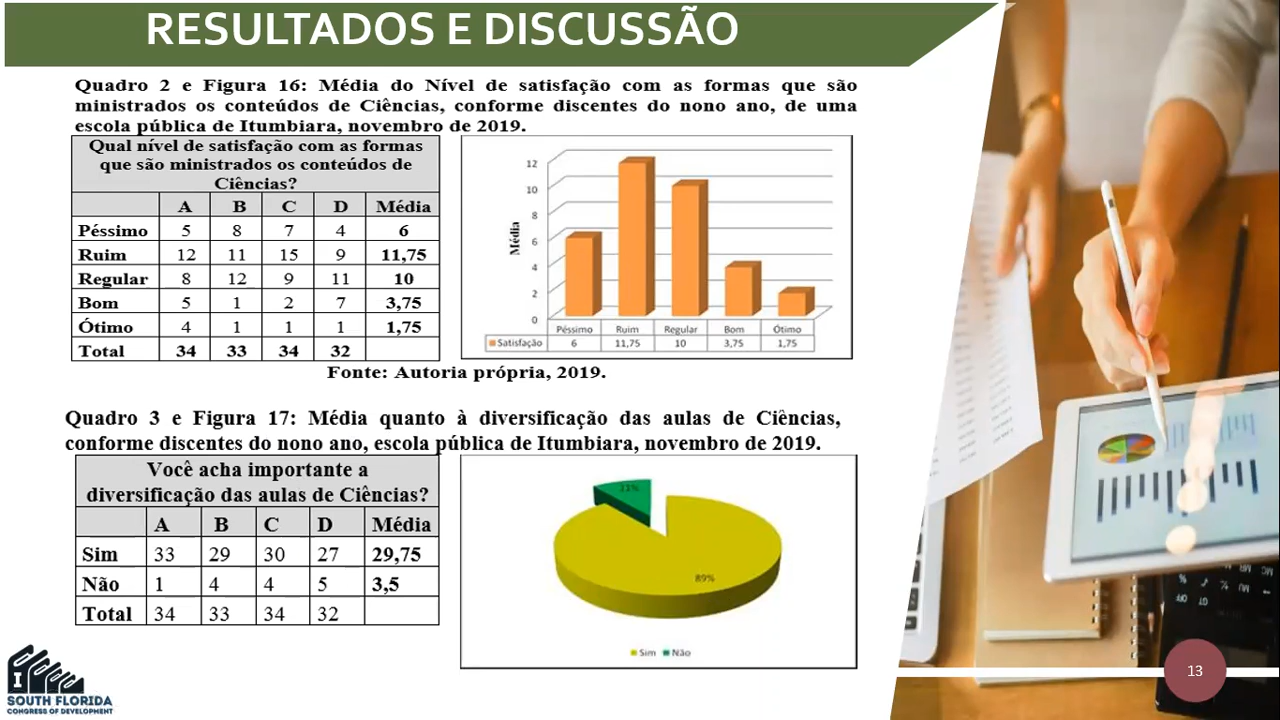 RESULTADOS E DISCUSSÃO
Quadro 2 e Figura 16: Média do Nível de satisfação com as formas que são
ministrados os conteúdos de Ciências, conforme discentes do nono ano, de uma
escola pública de Itumbiara, novembro de 2019.
Qual nível de satisfação com as formas
que são ministrados os conteúdos de
Ciências?
A B C D Média
Péssimo 5 8 7 4 6
Ruim 12 11 15 9 11,75
Regular 8 12 9 11 10
Bom 5 1 2 7 3,75
Ótimo 4 1 1 1 1,75
Total 34 33 34 32
Média
12
10
8
6
4
2
0
Péssimo Ruim Regular Bom Ótimo
Satisfação 6 11,75 10 3,75 1,75
Fonte: Autoria própria, 2019.
Quadro 3 e Figura 17: Média quanto à diversificação das aulas de Ciências,
conforme discentes do nono ano, escola pública de Itumbiara, novembro de 2019.
Você acha importante a
diversificação das aulas de Ciências?
A B C D Média
Sim 33 29 30 27 29,75
Não 1 4 4 5 3,5
Total 34 33 34 32
11%
89%
Sim Não
I
SOUTH FLORIDA
CONGRESS OF DEVELOPMENT
13